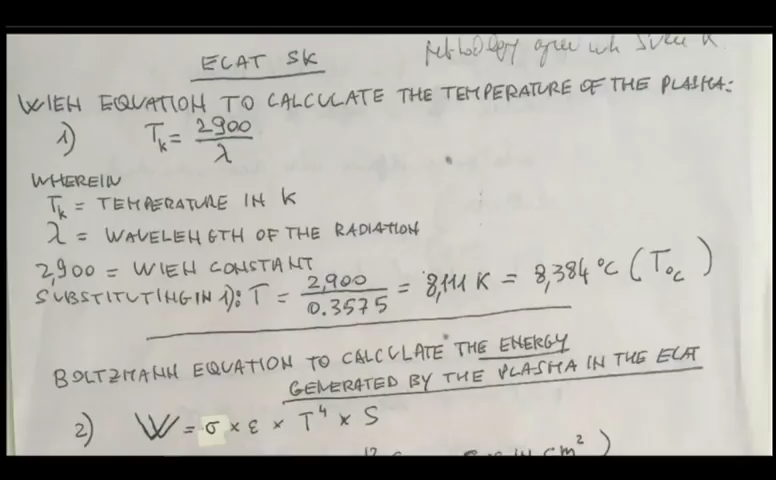 ECAT SK
WIEN EQUATION TO CALCULATE THE TEMPERATURE OF THE PLASMA:
1) Tk = 2900 / λ
WHEREIN
Tk = TEMPERATURE IN K
λ = WAVELENGTH OF THE RADIATION
2,900 = WIEN CONSTANT
SUBSTITUTING IN 1): T = 2,900 / 0.3575 = 8,111 K = 8,384 °C (T°C)
BOLTZMANN EQUATION TO CALCULATE THE ENERGY
GENERATED BY THE PLASMA IN THE ECAT
2) W = σ × ε × T⁴ × S